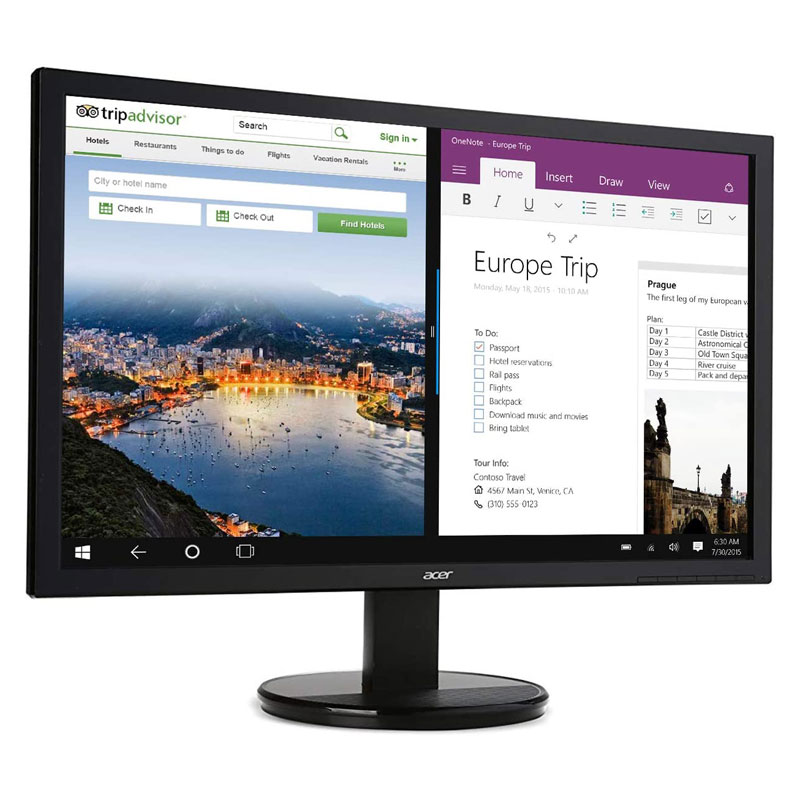 tripadvisor
Search
Sign in
Hotels
Restaurants
Things to do
Flights
Vacation Rentals
More
City or hotel name
Check In
Check Out
Find Hotels
OneNote - Europe Trip
Home
Insert
Draw
View
B I U
Europe Trip
Monday, May 18, 2015 - 10:10 AM
To Do:
Passport
Hotel reservations
Rail pass
Flights
Backpack
Download music and movies
Bring tablet
Tour Info:
Contoso Travel
4567 Main St, Venice, CA
(310) 555-0123
Prague
The first leg of my European
Plan:
Day 1 Castle District
Day 2 Astronomical
Day 3 Old Town
Day 4 River cruise
Day 5 Pack and
6:30 AM
7/30/2015
acer